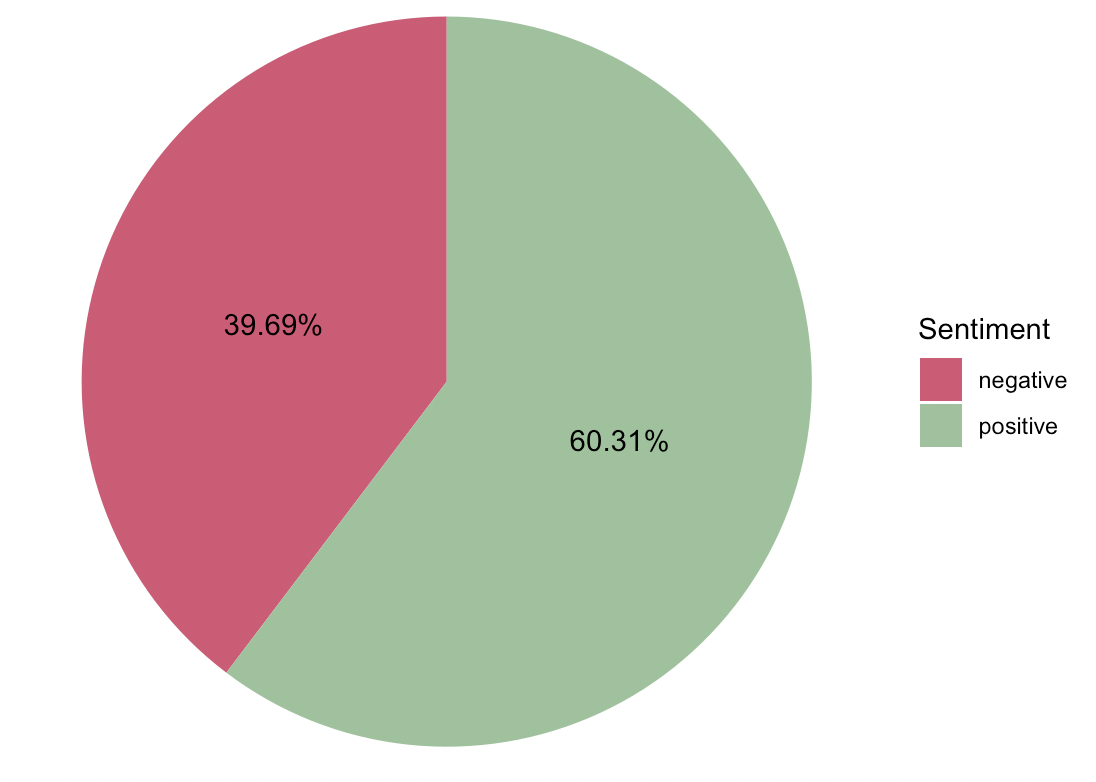 39.69%
60.31%
Sentiment
negative
positive